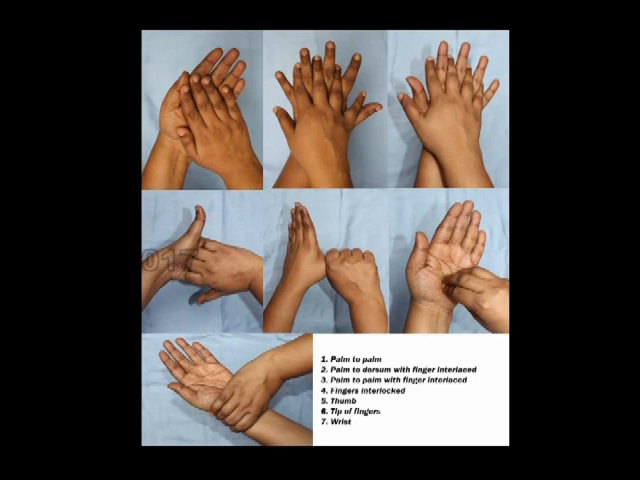 017
1. Palm to palm
2. Palm to dorsum with finger interlaced
3. Palm to palm with finger interlaced
4. Fingers interlocked
5. Thumb
6. Tip of fingers
7. Wrist